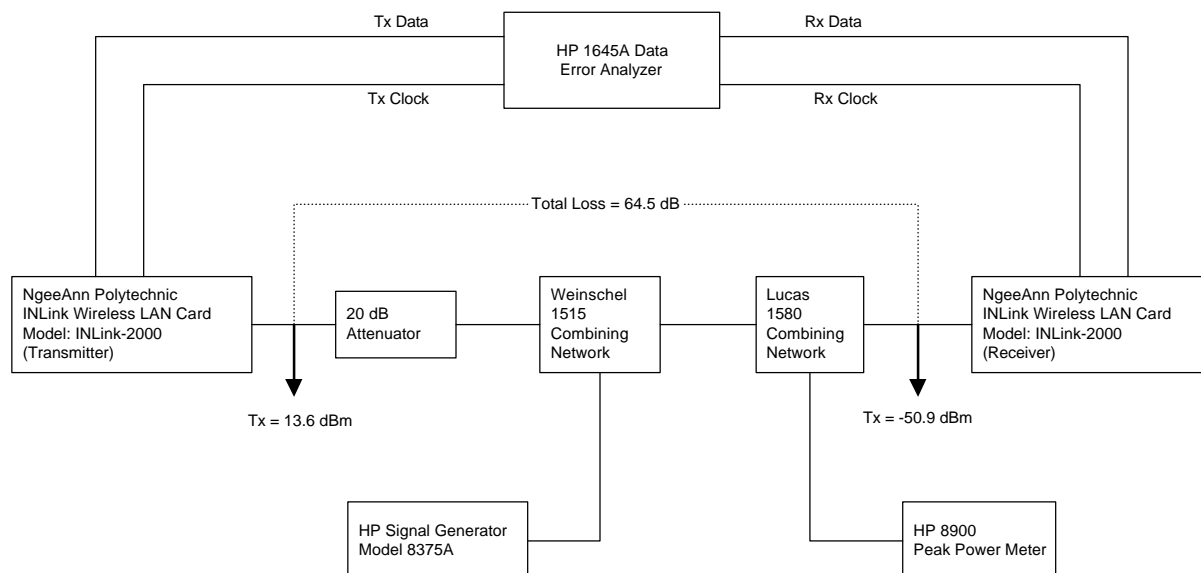 Tx Data
Rx Data
HP 1645A Data
Error Analyzer
Tx Clock
Rx Clock
Total Loss = 64.5 dB
NgeeAnn Polytechnic
INLink Wireless LAN Card
Model: INLink-2000
(Transmitter)
20 dB
Attenuator
Weinschel
1515
Combining
Network
Lucas
1580
Combining
Network
NgeeAnn Polytechnic
INLink Wireless LAN Card
Model: INLink-2000
(Receiver)
Tx = 13.6 dBm
Tx = -50.9 dBm
HP Signal Generator
Model 8375A
HP 8900
Peak Power Meter